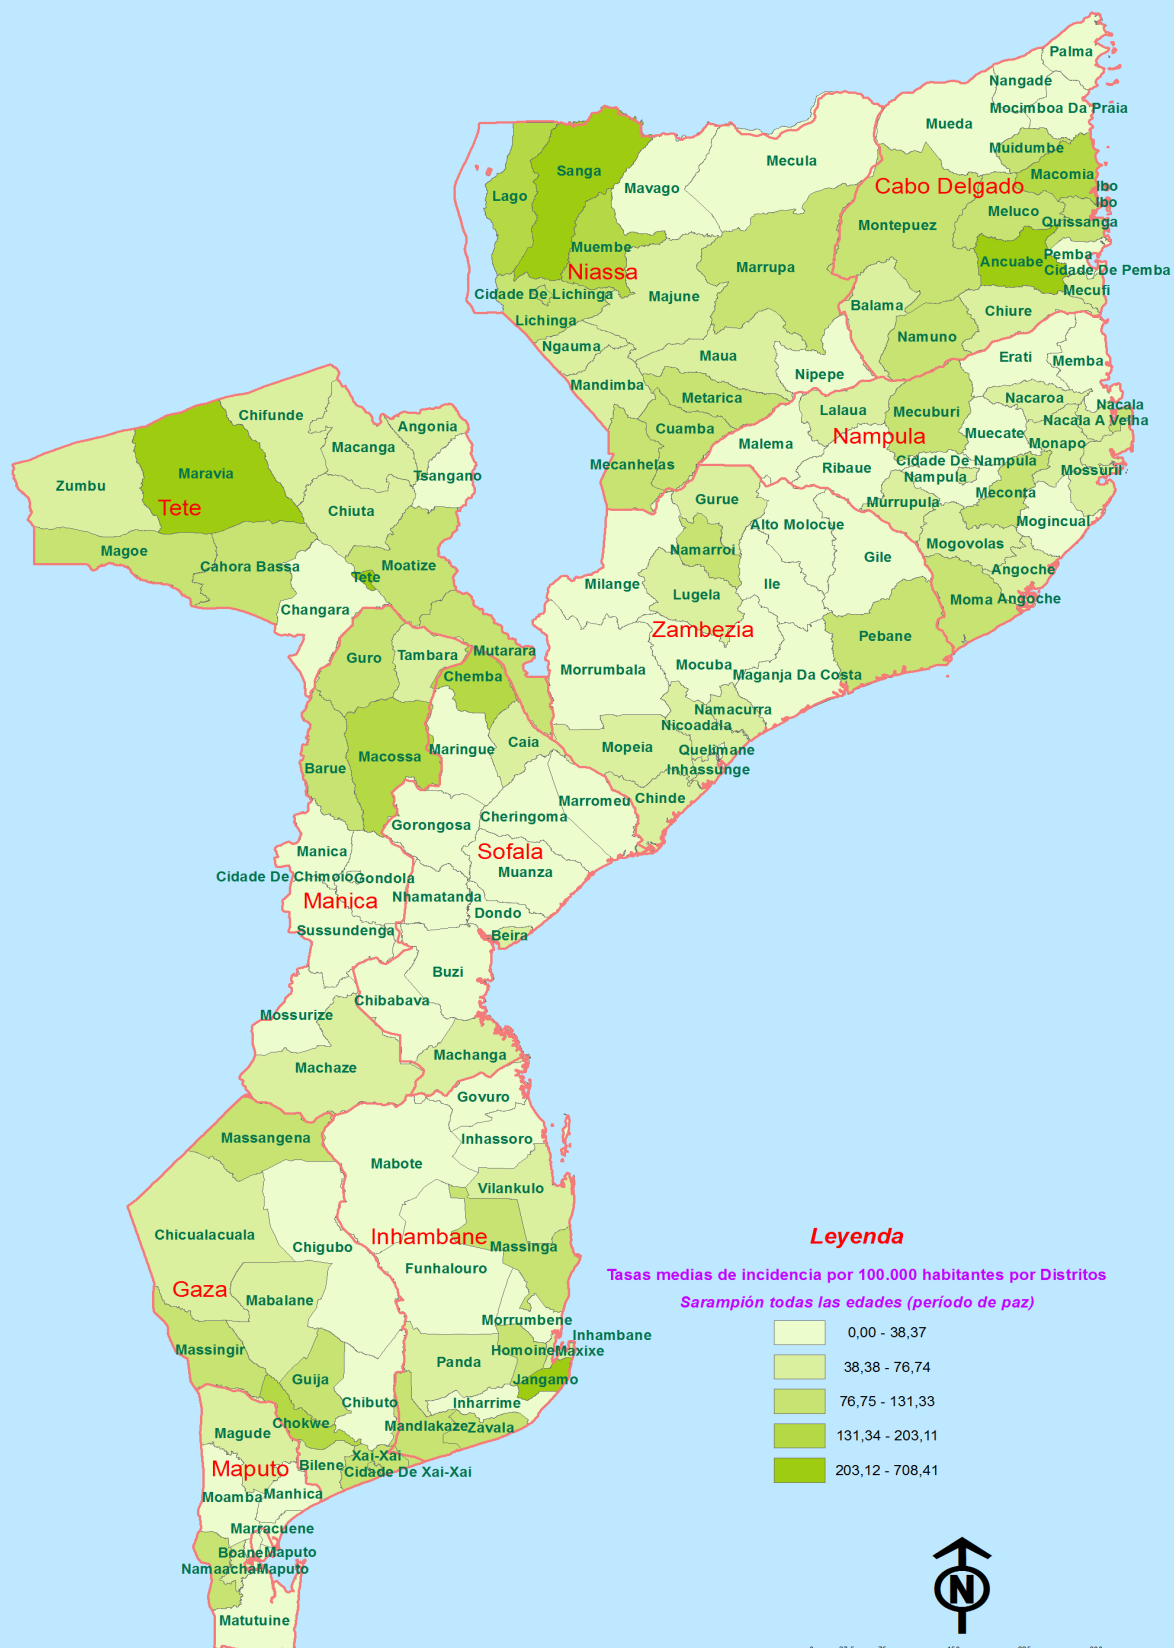 Palma
Nangade
Mocimboa Da Praia
Mueda
Muidumbe
Mecula
Sanga
Macomia
Mavago
Cabo Delgado
Ibo
Lago
Ibo
Meluco
Quissanga
Montepuez
Muembe
Pemba
Ancuabe
Marrupa
Niassa
Cidade De Pemba
Mecufi
Cidade De Lichinga
Majune
Balama
Chiure
Lichinga
Namuno
Ngauma
Maua
Erati
Memba
Nipepe
Mandimba
Metarica
Nacaroa
Nacala
Lalaua
Mecuburi
Chifunde
Nacala A Velha
Angonia
Cuamba
Muecate
Nampula
Malema
Monapo
Macanga
Cidade De Nampula
Mecanhelas
Ribaue
Mossuril
Maravia
Tsangano
Nampula
Zumbu
Meconta
Gurue
Murrupula
Tete
Chiuta
Mogincual
Alto Molocue
Mogovolas
Magoe
Namarroi
Gile
Cahora Bassa
Moatize
Angoche
Tete
Milange
Ile
Lugela
Moma
Angoche
Changara
Zambezia
Pebane
Mutarara
Tambara
Guro
Mocuba
Morrumbala
Maganja Da Costa
Chemba
Namacurra
Nicoadala
Caia
Mopeia
Maringue
Quelimane
Macossa
Barue
Inhassunge
Chinde
Marromeu
Cheringoma
Gorongosa
Manica
Sofala
Muanza
Cidade De Chimoio
Gondola
Nhamatanda
Manica
Dondo
Sussundenga
Beira
Buzi
Chibabava
Mossurize
Machanga
Machaze
Govuro
Massangena
Inhassoro
Mabote
Vilankulo
Chicualacuala
Inhambane
Chigubo
Massinga
Funhalouro
Gaza
Mabalane
Morrumbene
Inhambane
Massingir
Homoine
Maxixe
Panda
Guija
Jangamo
Chibuto
Inharrime
Chokwe
Mandlakaze
Zavala
Magude
Xai-Xai
Bilene
Maputo
Cidade De Xai-Xai
Moamba
Manhica
Marracuene
Boane
Maputo
Namaacha
Maputo
Matutuine
Leyenda
Tasas medias de incidencia por 100.000 habitantes por Distritos
Sarampión todas las edades (período de paz)
0,00 - 38,37
38,38 - 76,74
76,75 - 131,33
131,34 - 203,11
203,12 - 708,41
N